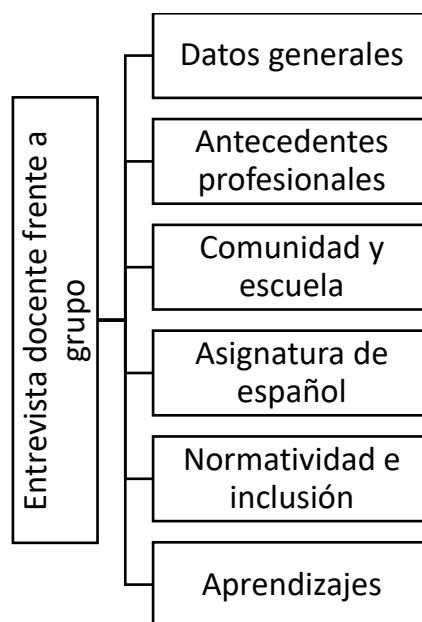 Entrevista docente frente a
grupo
Datos generales
Antecedentes
profesionales
Comunidad y
escuela
Asignatura de
español
Normatividad e
inclusión
Aprendizajes